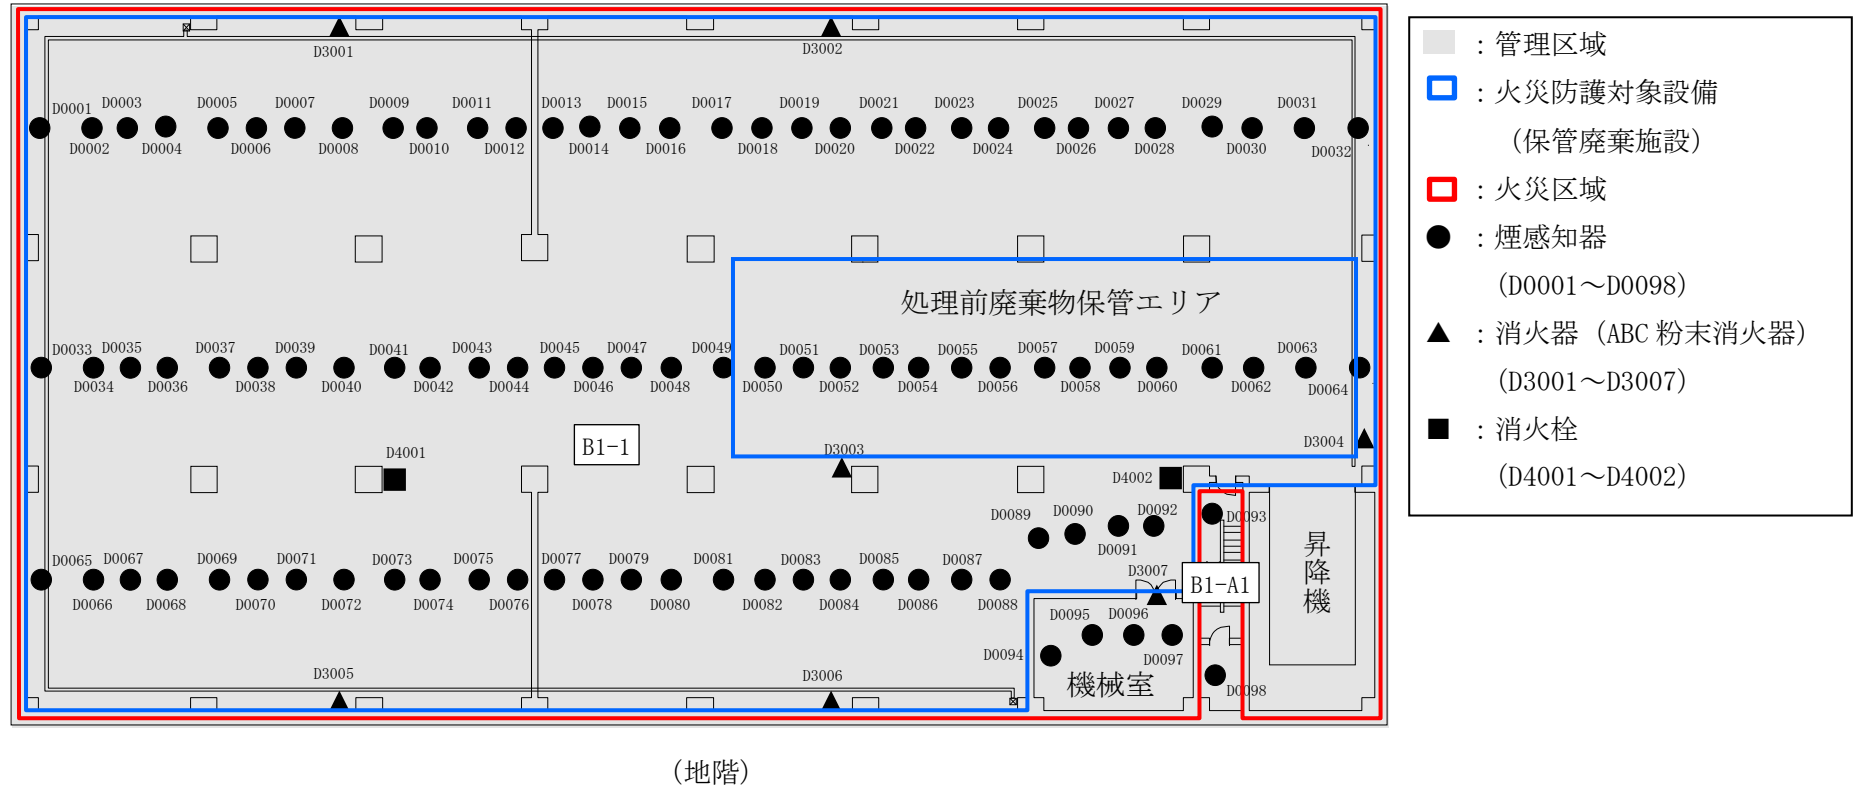 D3001 D3002
D0001 D0003 D0005 D0007 D0009 D0011 D0013 D0015 D0017 D0019 D0021 D0023 D0025 D0027 D0029 D0031
D0002 D0004 D0006 D0008 D0010 D0012 D0014 D0016 D0018 D0020 D0022 D0024 D0026 D0028 D0030 D0032
処理前廃棄物保管エリア
D0033 D0035 D0037 D0039 D0041 D0043 D0045 D0047 D0049 D0051 D0053 D0055 D0057 D0059 D0061 D0063
D0034 D0036 D0038 D0040 D0042 D0044 D0046 D0048 D0050 D0052 D0054 D0056 D0058 D0060 D0062 D0064
B1-1
D4001 D3003 D3004
D4002
D0089 D0090 D0092 D0093
D0091
D0065 D0067 D0069 D0071 D0073 D0075 D0077 D0079 D0081 D0083 D0085 D0087
D0066 D0068 D0070 D0072 D0074 D0076 D0078 D0080 D0082 D0084 D0086 D0088
D3007
B1-A1
昇降機
D0095 D0096
D0094 D0097
機械室
D0098
D3005 D3006
(地階)
:管理区域
:火災防護対象設備
(保管廃棄施設)
:火災区域
:煙感知器
(D0001~D0098)
:消火器(ABC粉末消火器)
(D3001~D3007)
:消火栓
(D4001~D4002)